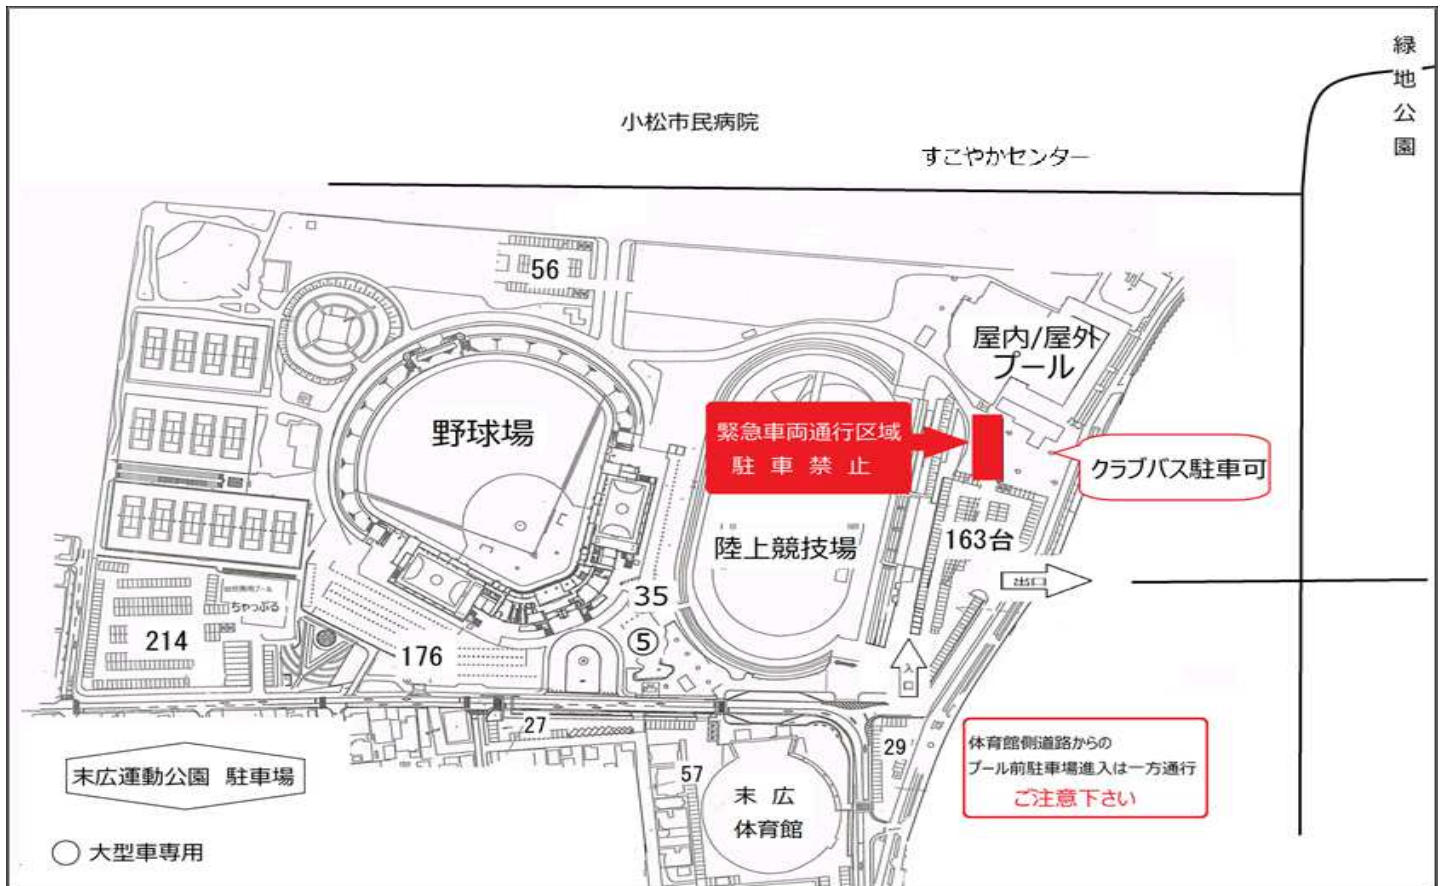 緑地公園
小松市民病院
すこやかセンター
56
屋内/屋外
プール
野球場
緊急車両通行区域
駐車禁止
クラブバス駐車可
陸上競技場
163台
出口
35
⑤
ちゃっぷる
214
176
入口
27
29
57
末広
体育館
体育館側道路からの
プール前駐車場進入は一方通行
ご注意下さい
末広運動公園 駐車場
○ 大型車専用